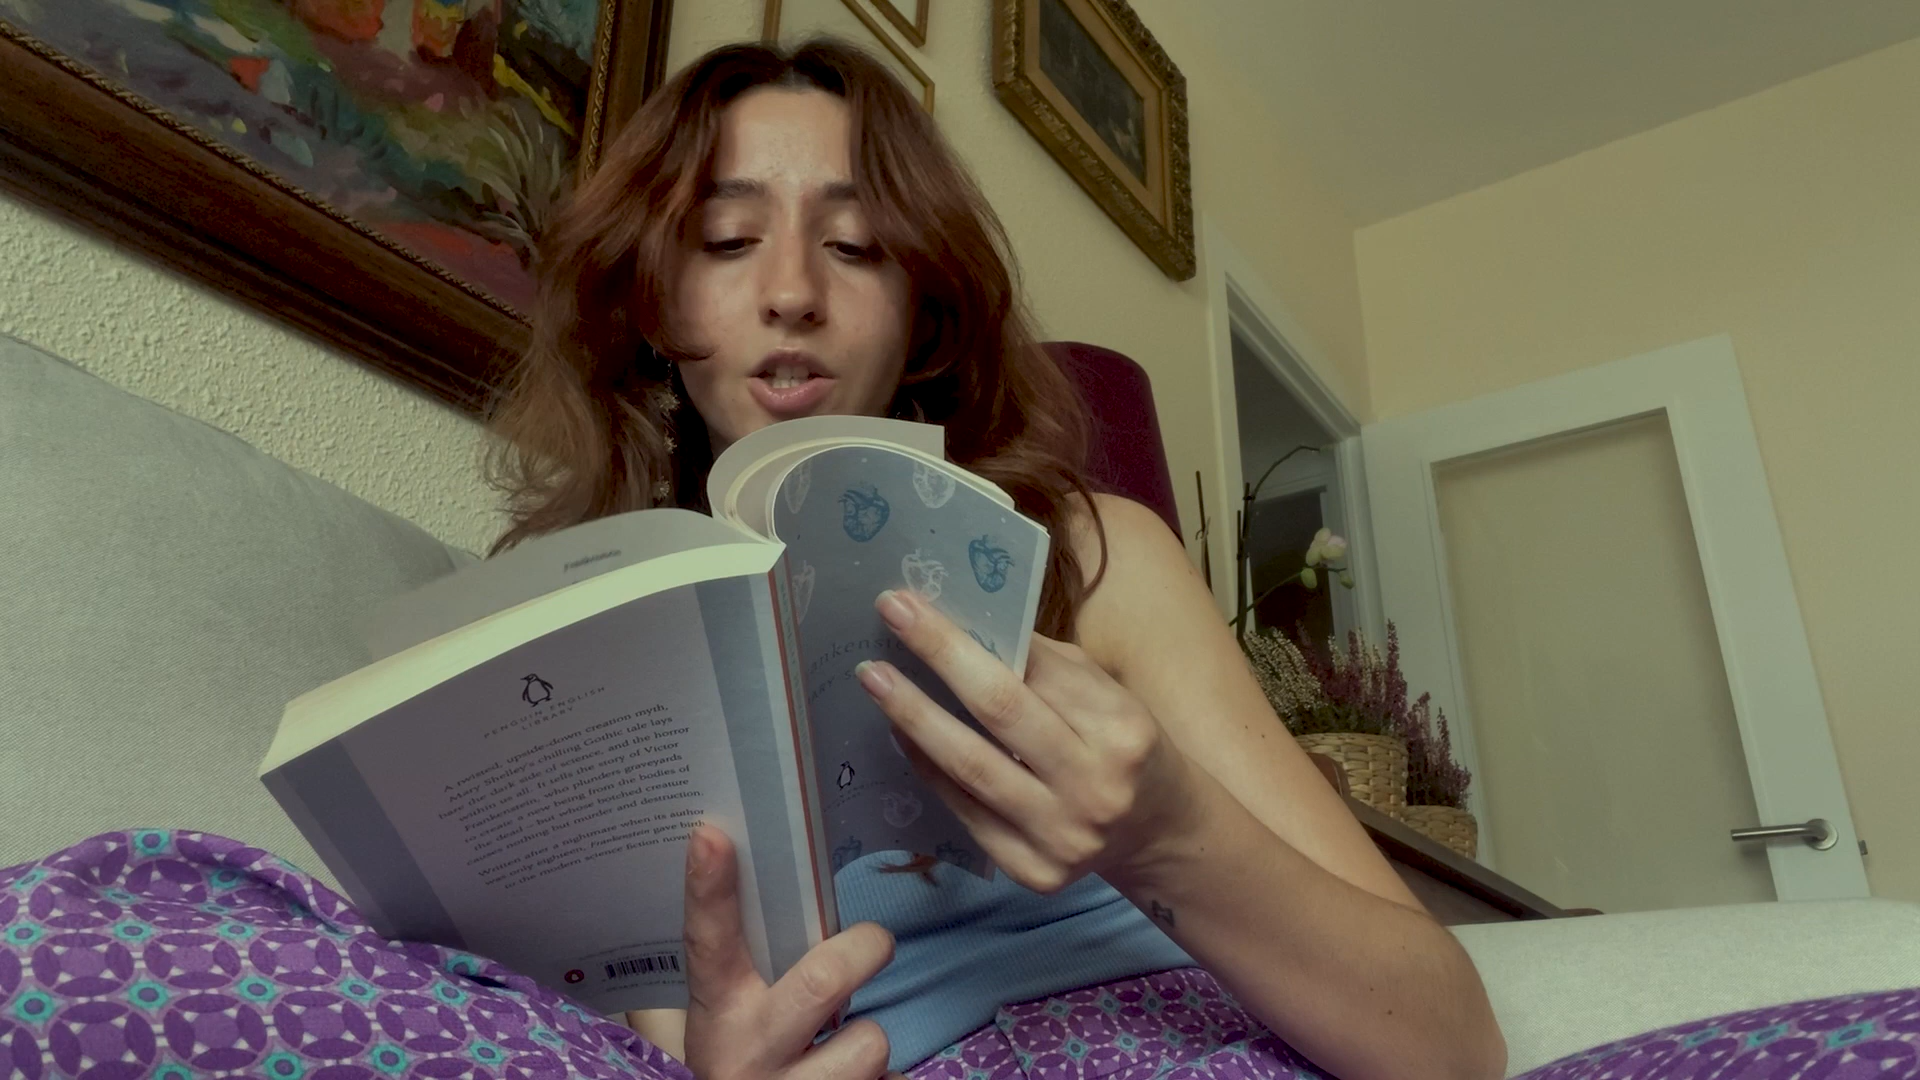 PENGUIN ENGLISH
LIBRARY
A twisted, upside-down creation myth,
Mary Shelley's chilling Gothic tale lays
bare the dark side of science, and the horror
within us all. It tells the story of Victor
Frankenstein, who plunders graveyards
to create a new being from the bodies of
the dead – but whose botched creature
causes nothing but murder and destruction.
Written after a nightmare when its author
was only eighteen, Frankenstein gave birth
to the modern science fiction novel.
ankenste
ARY S